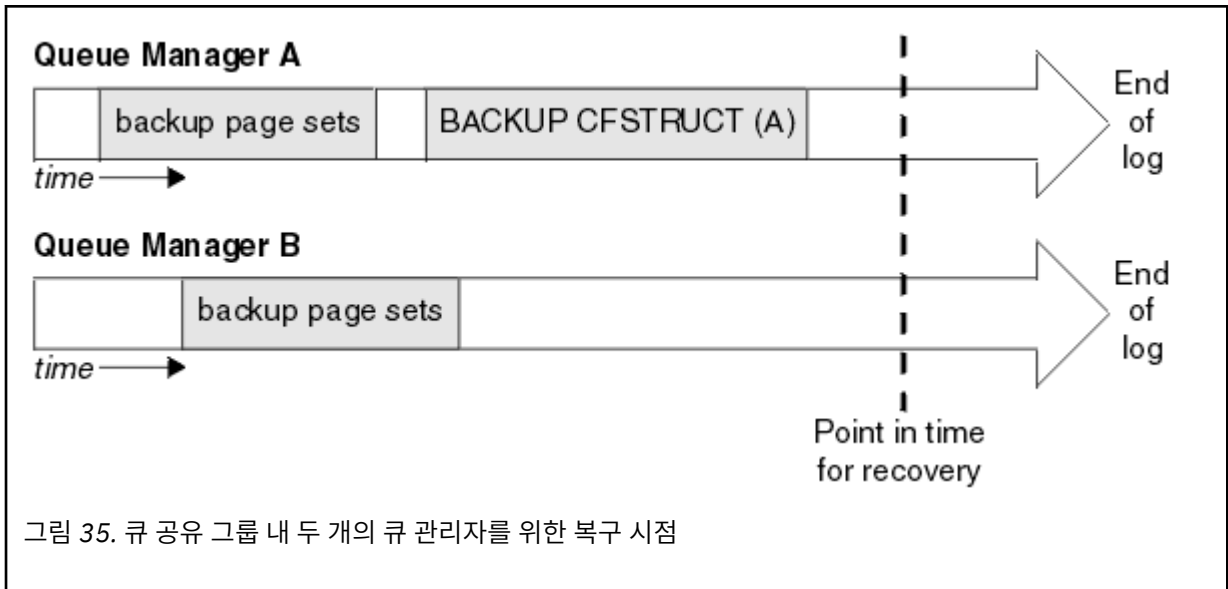 Queue Manager A
backup page sets
BACKUP CFSTRUCT (A)
End
of
log
time
Queue Manager B
backup page sets
End
of
log
time
Point in time
for recovery
그림 35. 큐 공유 그룹 내 두 개의 큐 관리자를 위한 복구 시점